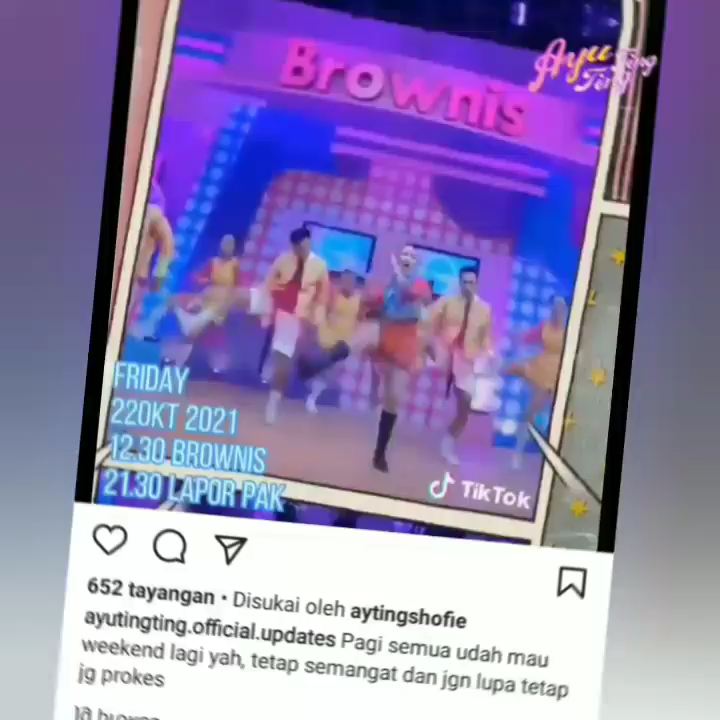 Ayu
Ting
Ting
Brownis
FRIDAY
22OKT 2021
12.30 BROWNIS
21.30 LAPOR PAK
TikTok
652 tayangan • Disukai oleh aytingshofie
ayutingting.official.updates Pagi semua udah mau
weekend lagi yah, tetap semangat dan jgn lupa tetap
jg prokes